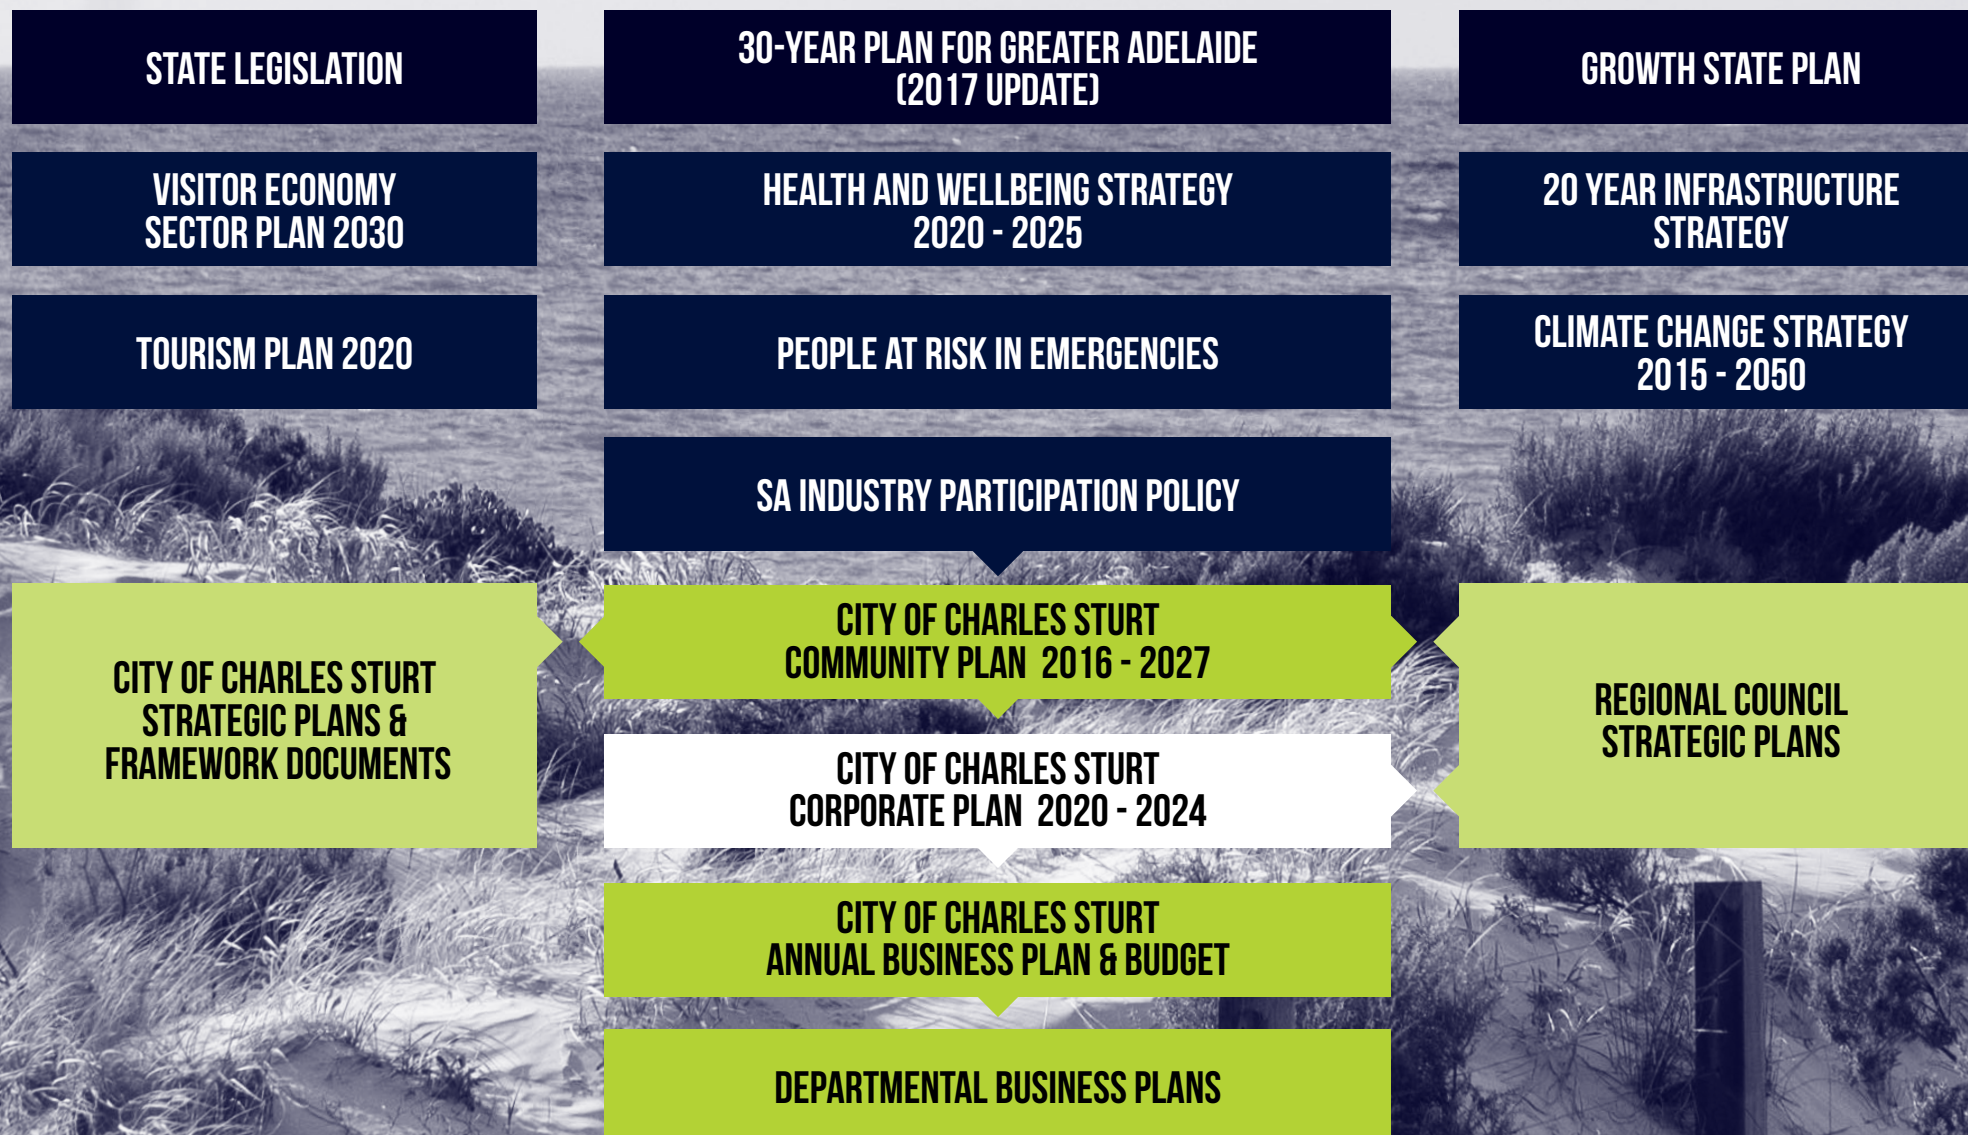 STATE LEGISLATION
30-YEAR PLAN FOR GREATER ADELAIDE
(2017 UPDATE)
GROWTH STATE PLAN
VISITOR ECONOMY
SECTOR PLAN 2030
HEALTH AND WELLBEING STRATEGY
2020 - 2025
20 YEAR INFRASTRUCTURE
STRATEGY
TOURISM PLAN 2020
PEOPLE AT RISK IN EMERGENCIES
CLIMATE CHANGE STRATEGY
2015 - 2050
SA INDUSTRY PARTICIPATION POLICY
CITY OF CHARLES STURT
STRATEGIC PLANS &
FRAMEWORK DOCUMENTS
CITY OF CHARLES STURT
COMMUNITY PLAN 2016 - 2027
REGIONAL COUNCIL
STRATEGIC PLANS
CITY OF CHARLES STURT
CORPORATE PLAN 2020 - 2024
CITY OF CHARLES STURT
ANNUAL BUSINESS PLAN & BUDGET
DEPARTMENTAL BUSINESS PLANS